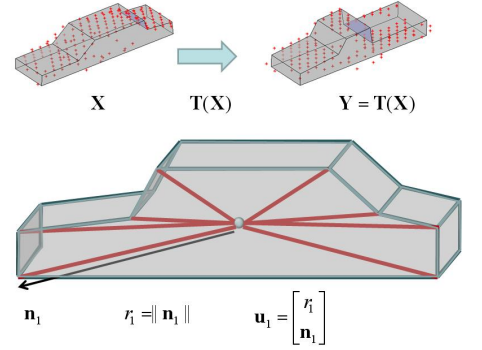 X T(X) Y = T(X)
n₁ r₁=|| n₁ || u₁ = [r₁ n₁]